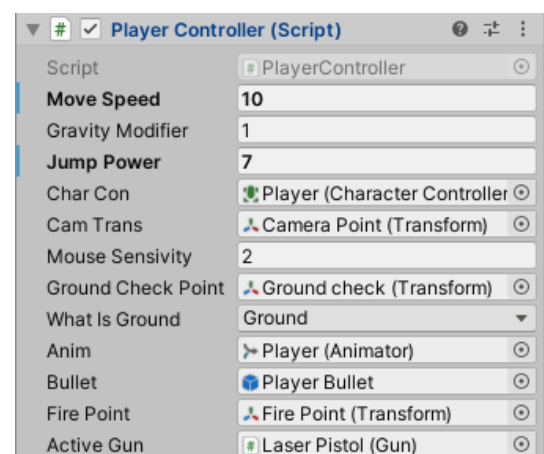 Player Controller (Script)
Script PlayerController
Move Speed 10
Gravity Modifier 1
Jump Power 7
Char Con Player (Character Controller
Cam Trans Camera Point (Transform)
Mouse Sensivity 2
Ground Check Point Ground check (Transform)
What Is Ground Ground
Anim Player (Animator)
Bullet Player Bullet
Fire Point Fire Point (Transform)
Active Gun Laser Pistol (Gun)